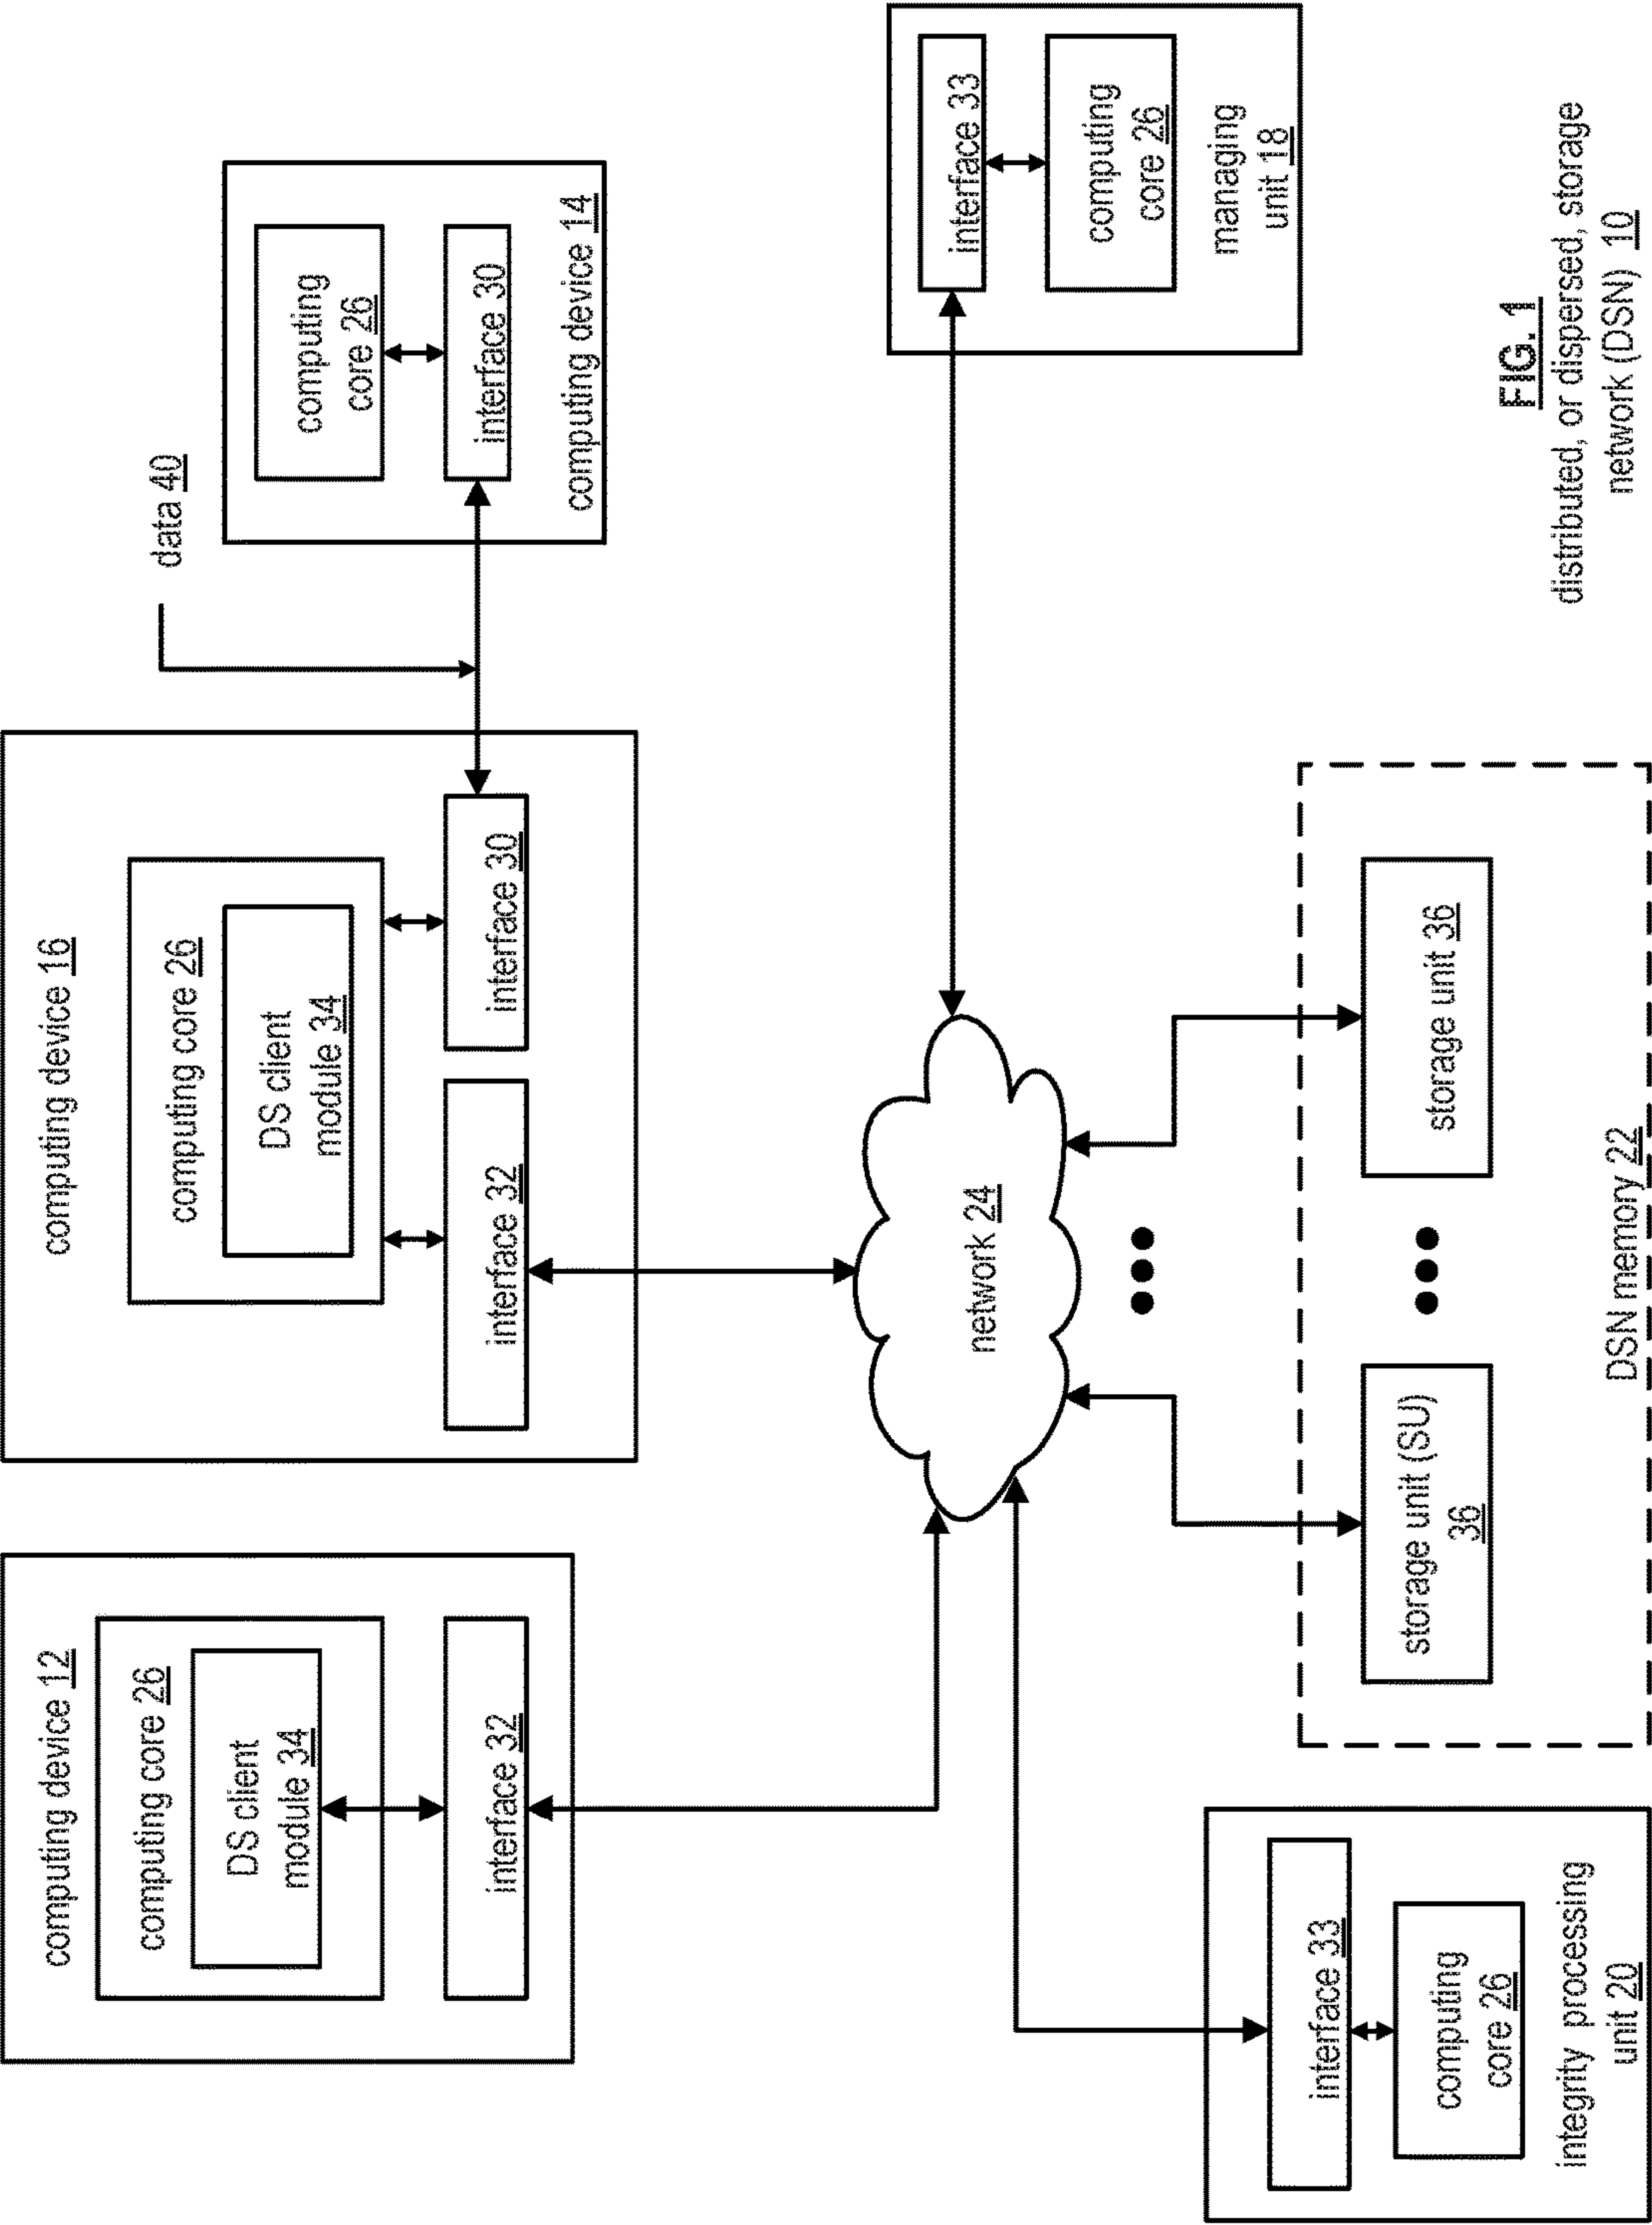 computing device 12
computing core 26
DS client
module 34
interface 32
computing device 16
computing core 26
DS client
module 34
interface 32
interface 30
data 40
computing
core 26
interface 30
computing device 14
network 24
interface 33
computing
core 26
managing
unit 18
interface 33
computing
core 26
integrity processing
unit 20
storage unit (SU)
36
storage unit 36
DSN memory 22
FIG. 1
distributed, or dispersed, storage
network (DSN) 10